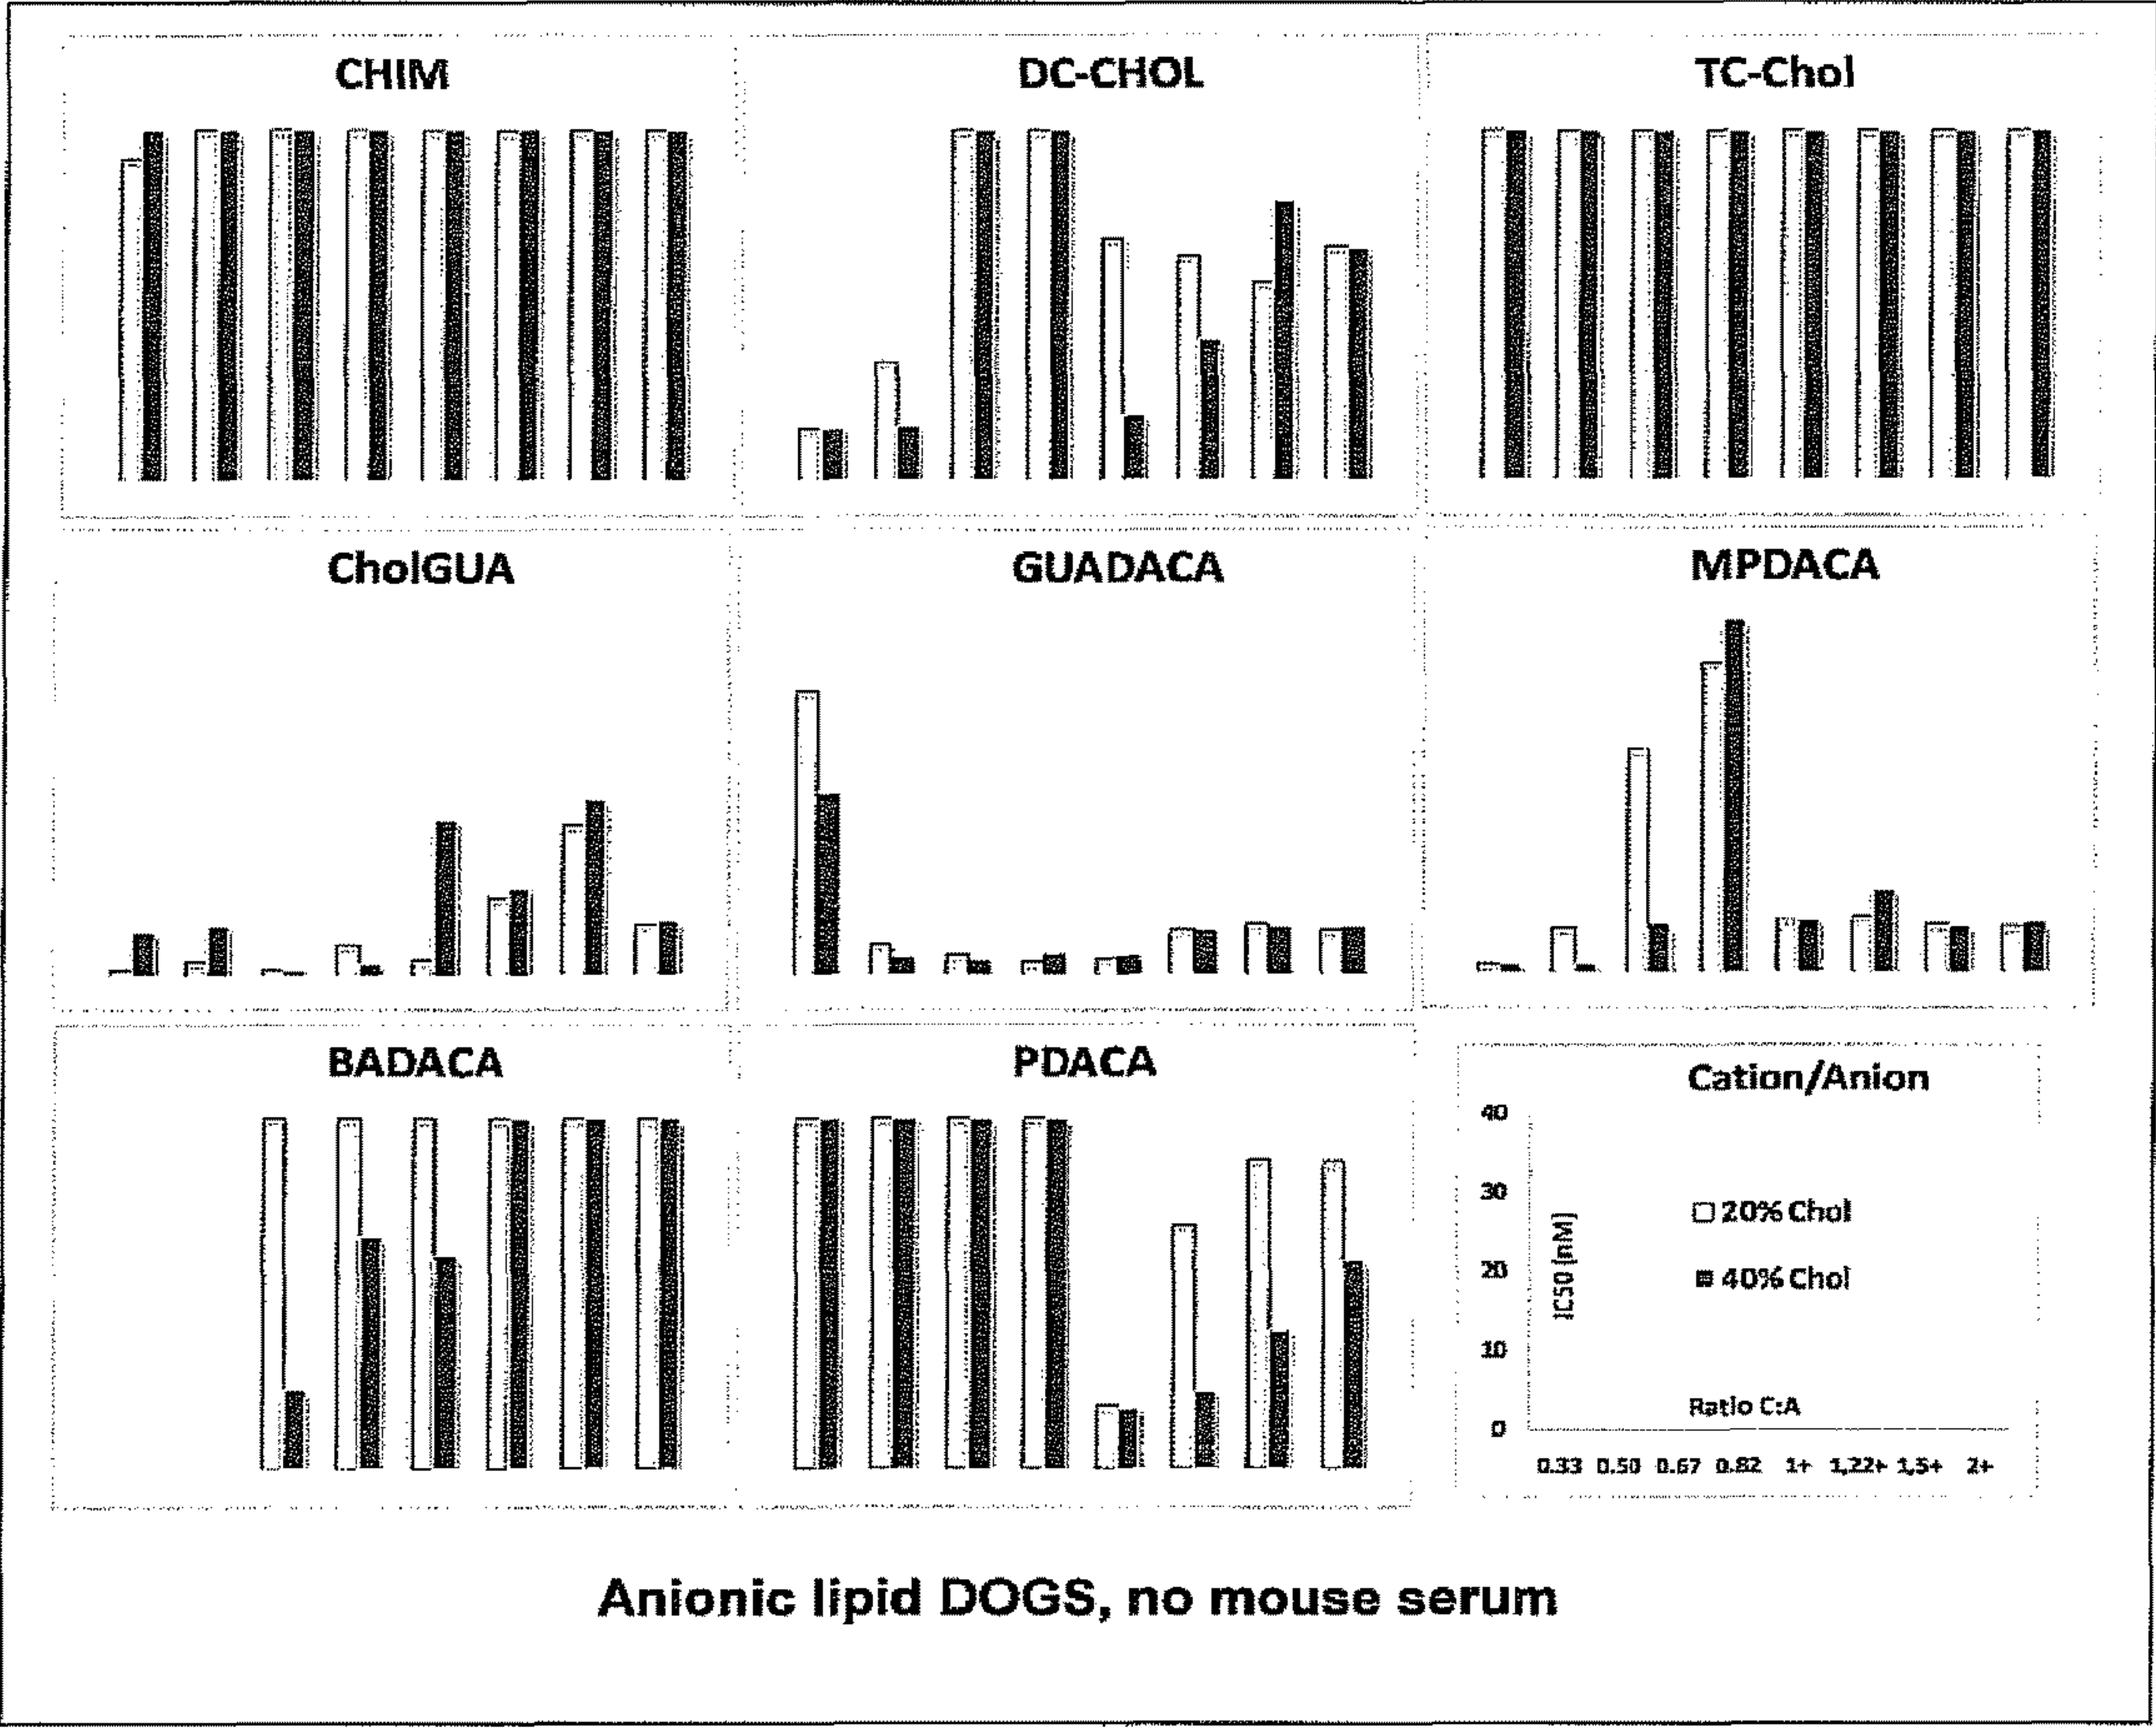 CHIM
DC-CHOL
TC-Chol
CholGUA
GUADACA
MPDACA
BADACA
PDACA
Cation/Anion
40
30
20
10
0
IC50 [nM]
□ 20% Chol
■ 40% Chol
Ratio C:A
0.33 0.50 0.67 0.82 1+ 1,22+ 1,5+ 2+
Anionic lipid DOGS, no mouse serum